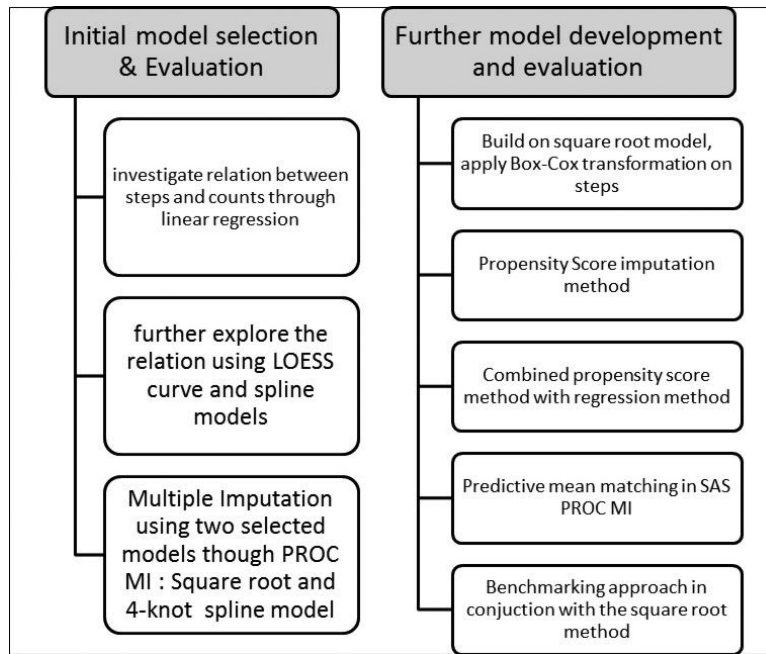 Initial model selection
& Evaluation
investigate relation between
steps and counts through
linear regression
further explore the
relation using LOESS
curve and spline
models
Multiple Imputation
using two selected
models though PROC
MI : Square root and
4-knot spline model
Further model development
and evaluation
Build on square root model,
apply Box-Cox transformation on
steps
Propensity Score imputation
method
Combined propensity score
method with regression method
Predictive mean matching in SAS
PROC MI
Benchmarking approach in
conjuction with the square root
method